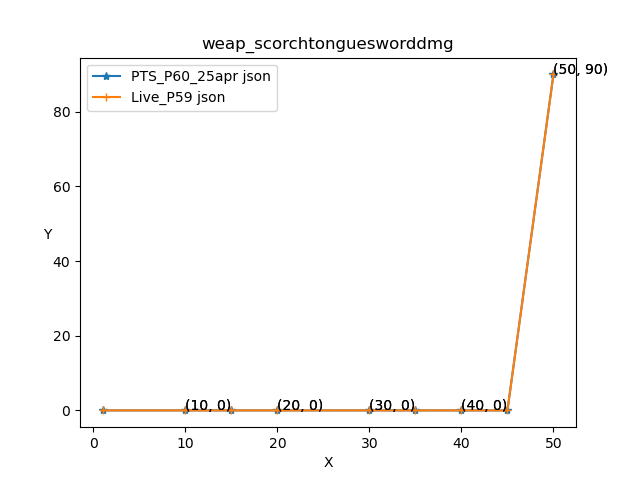 weap_scorchtonguesworddmg
PTS_P60_25apr json
Live_P59 json
(50, 90)
80
60
Y
40
20
(10, 0) (20, 0) (30, 0) (40, 0)
0
0 10 20 30 40 50
X